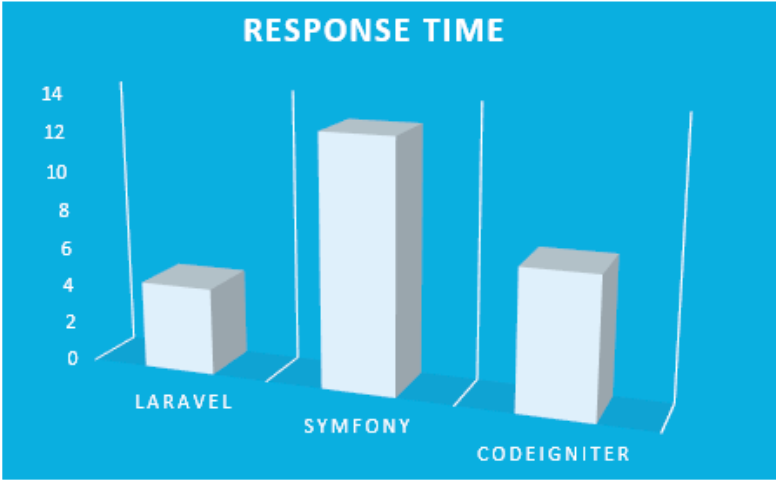 RESPONSE TIME
14
12
10
8
6
4
2
0
LARAVEL
SYMFONY
CODEIGNITER